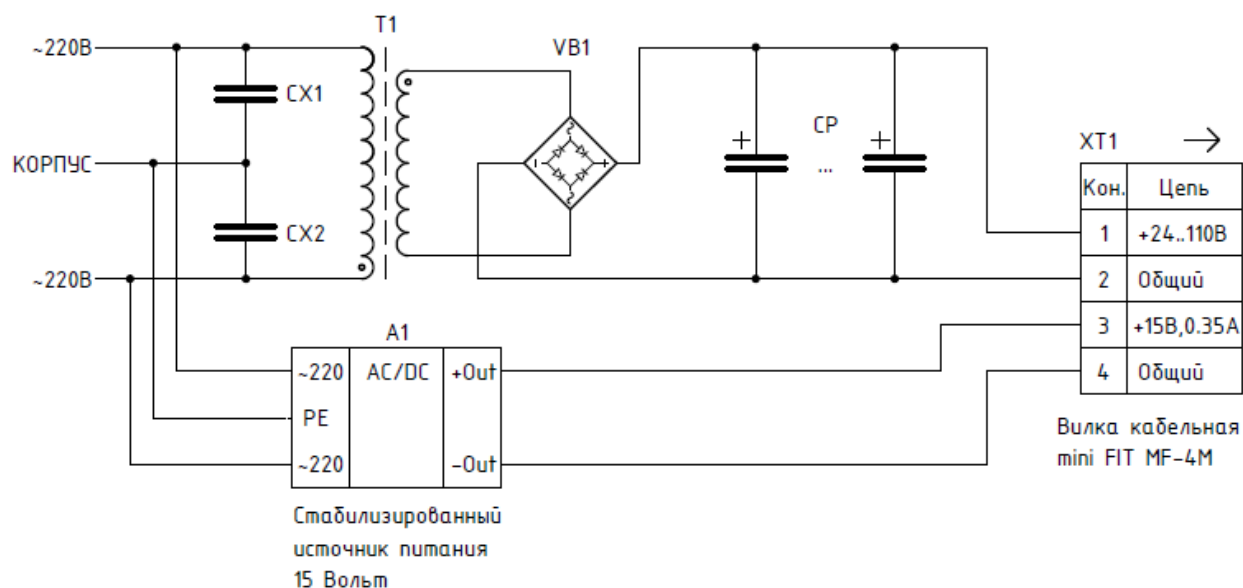 T1
~220В
VB1
CX1
CP
+
+
...
КОРПУС
XT1
Кон. Цепь
1 +24..110В
2 Общий
3 +15В,0.35А
4 Общий
CX2
- +
~220В
A1
~220 AC/DC +Out
PE
~220 -Out
Вилка кабельная
mini FIT MF-4M
Стабилизированный
источник питания
15 Вольт